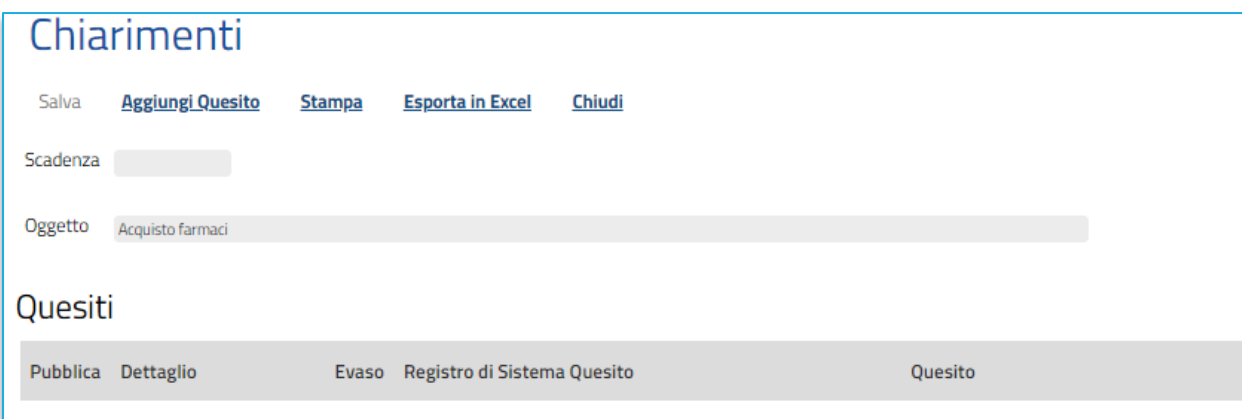 Chiarimenti
Salva Aggiungi Quesito Stampa Esporta in Excel Chiudi
Scadenza
Oggetto Acquisto farmaci
Quesiti
Pubblica Dettaglio Evaso Registro di Sistema Quesito Quesito